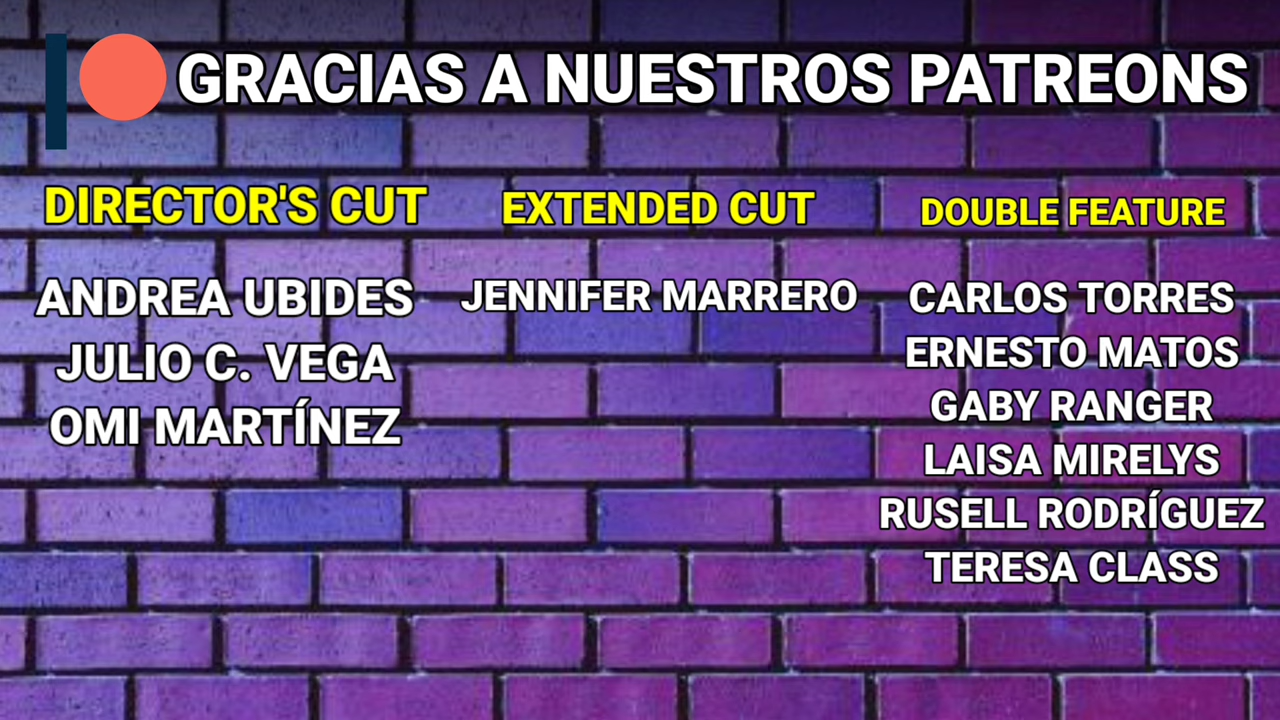 GRACIAS A NUESTROS PATREONS
DIRECTOR'S CUT
ANDREA UBIDES
JULIO C. VEGA
OMI MARTÍNEZ
EXTENDED CUT
JENNIFER MARRERO
DOUBLE FEATURE
CARLOS TORRES
ERNESTO MATOS
GABY RANGER
LAISA MIRELYS
RUSELL RODRÍGUEZ
TERESA CLASS